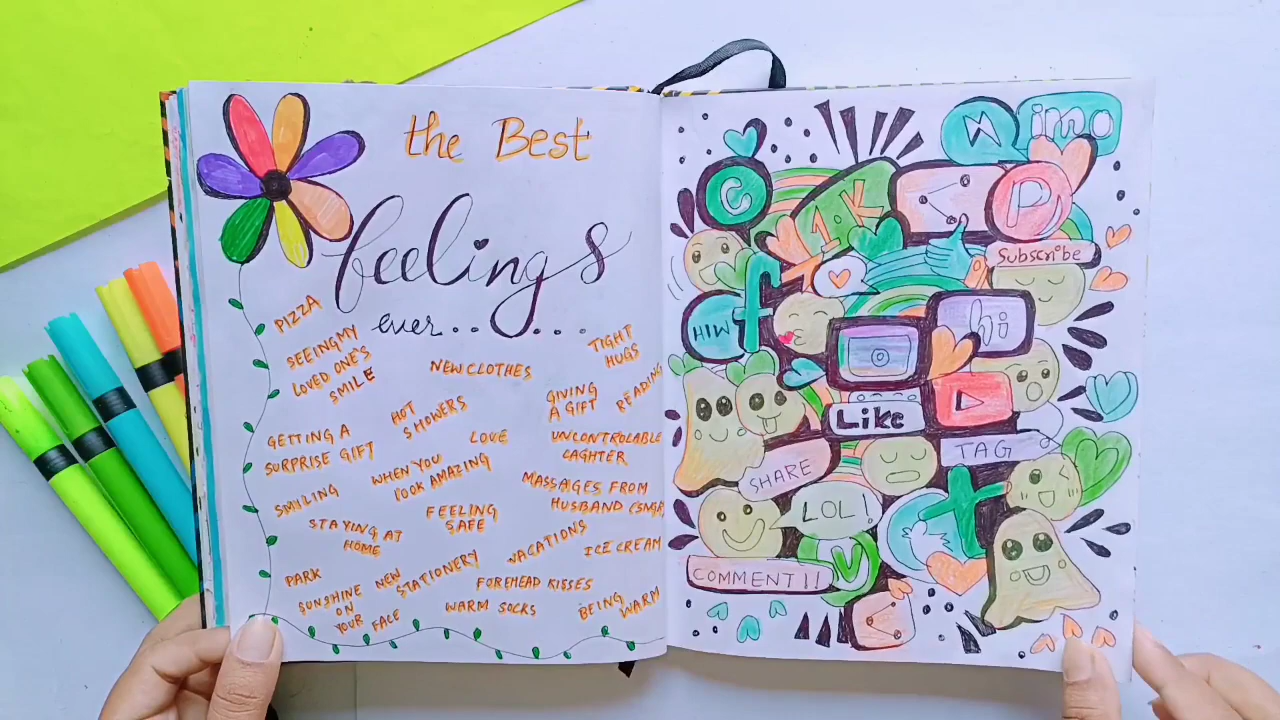 the Best
feelings
ever.. . . .
PIZZA
SEEING MY
LOVED ONE'S
SMILE
NEW CLOTHES
TIGHT
HUGS
HOT
SHOWERS
GIVING
A GIFT
READING
GETTING A
SURPRISE GIFT
LOVE
UNCONTROLABLE
LAGHTER
WHEN YOU
LOOK AMAZING
SMILING
MASSAGES FROM
HUSBAND (SNGR
FEELING
SAFE
STAYING AT
HOME
VACATIONS
ICE CREAM
PARK
NEW
STATIONERY
FOREHEAD KISSES
SUNSHINE
ON
YOUR FACE
WARM SOCKS
BEING
WARM
imo
C
1K
P
Subscribe
HIW
f
hi
Like
TAG
SHARE
LOL!
t
V
COMMENT!!